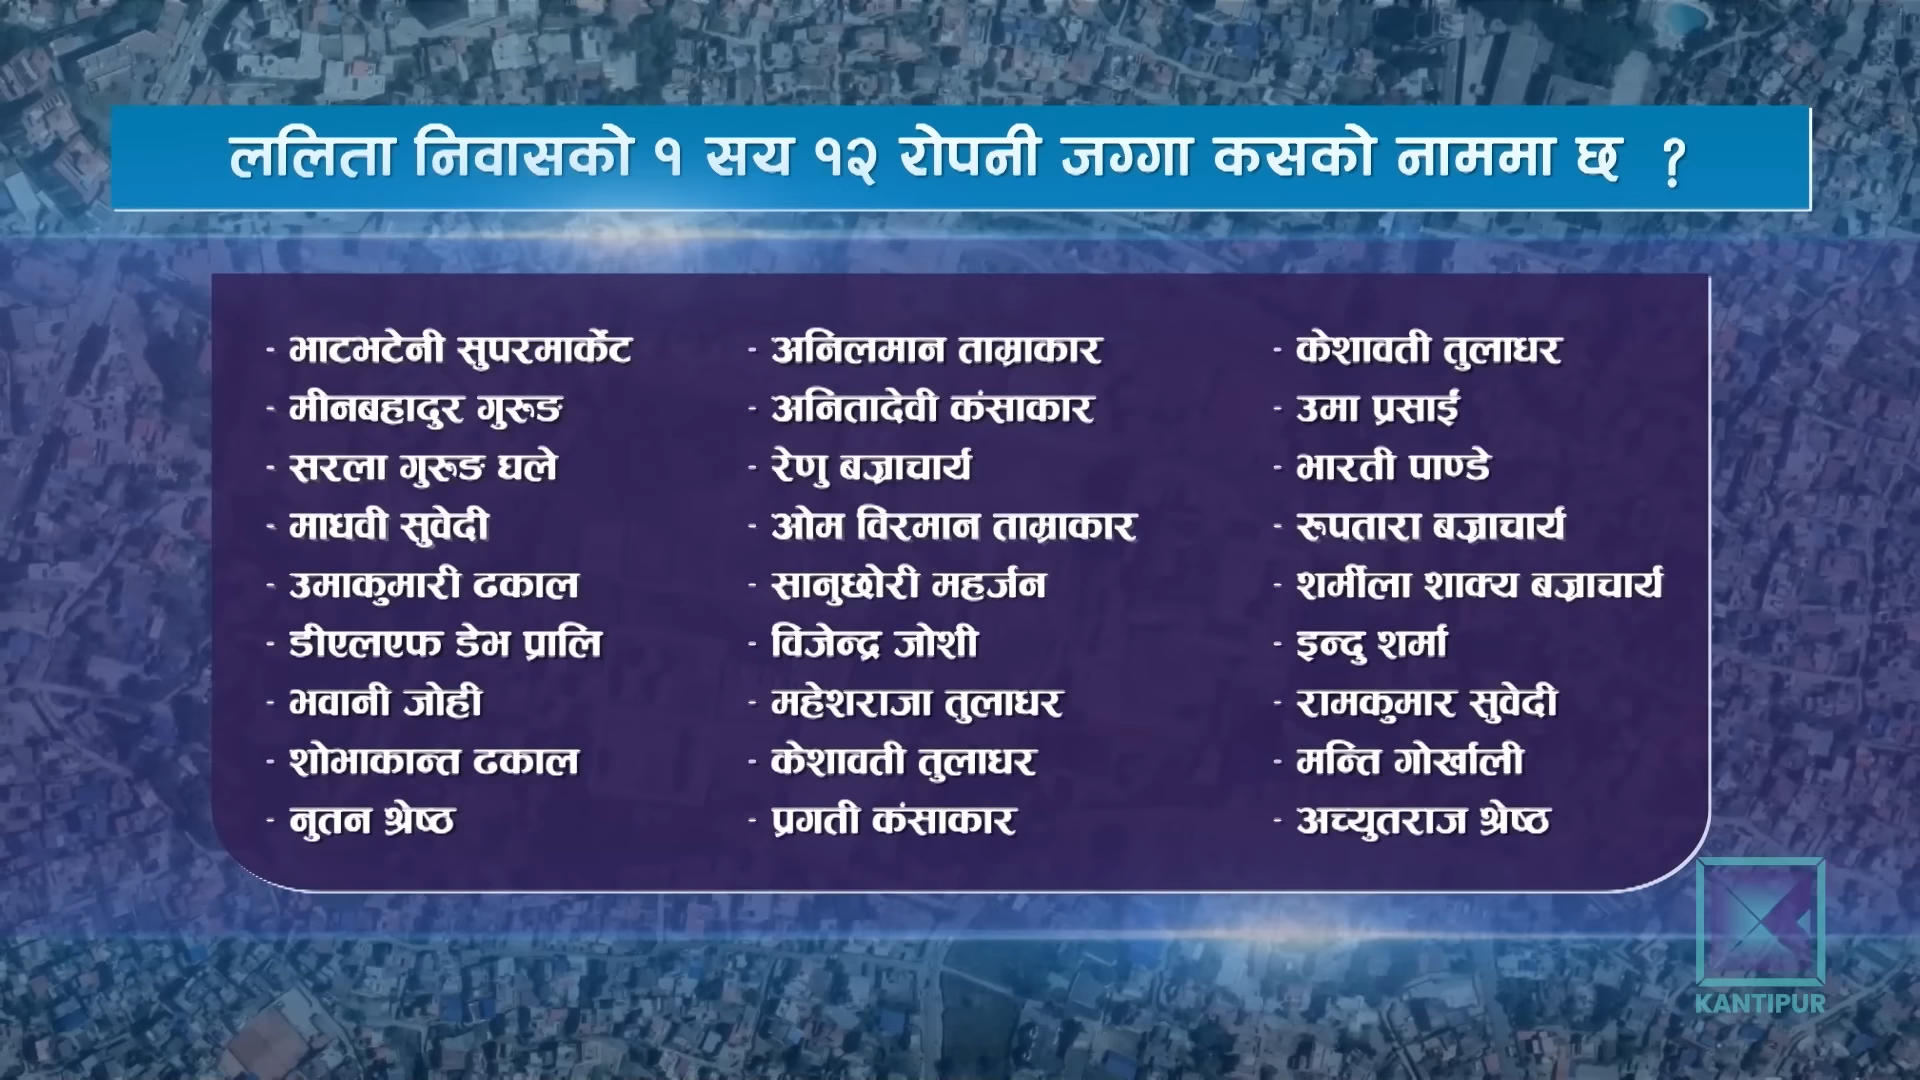 ललिता निवासको १ सय १२ रोपनी जग्गा कसको नाममा छ ?
- भाटभटेनी सुपरमार्केट
- मीनबहादुर गुरुङ
- सरला गुरुङ घले
- माधवी सुवेदी
- उमाकुमारी ढकाल
- डीएलएफ डेभ प्रालि
- भवानी जोही
- शोभाकान्त ढकाल
- नुतन श्रेष्ठ
- अनिलमान ताम्राकार
- अनितादेवी कंसाकार
- रेणु बज्राचार्य
- ओम विरमान ताम्राकार
- सानुछोरी महर्जन
- विजेन्द्र जोशी
- महेशराजा तुलाधर
- केशावती तुलाधर
- प्रगती कंसाकार
- केशावती तुलाधर
- उमा प्रसाईं
- भारती पाण्डे
- रुपतारा बज्राचार्य
- शर्मीला शाक्य बज्राचार्य
- इन्दु शर्मा
- रामकुमार सुवेदी
- मन्ति गोर्खाली
- अच्युतराज श्रेष्ठ
KANTIPUR